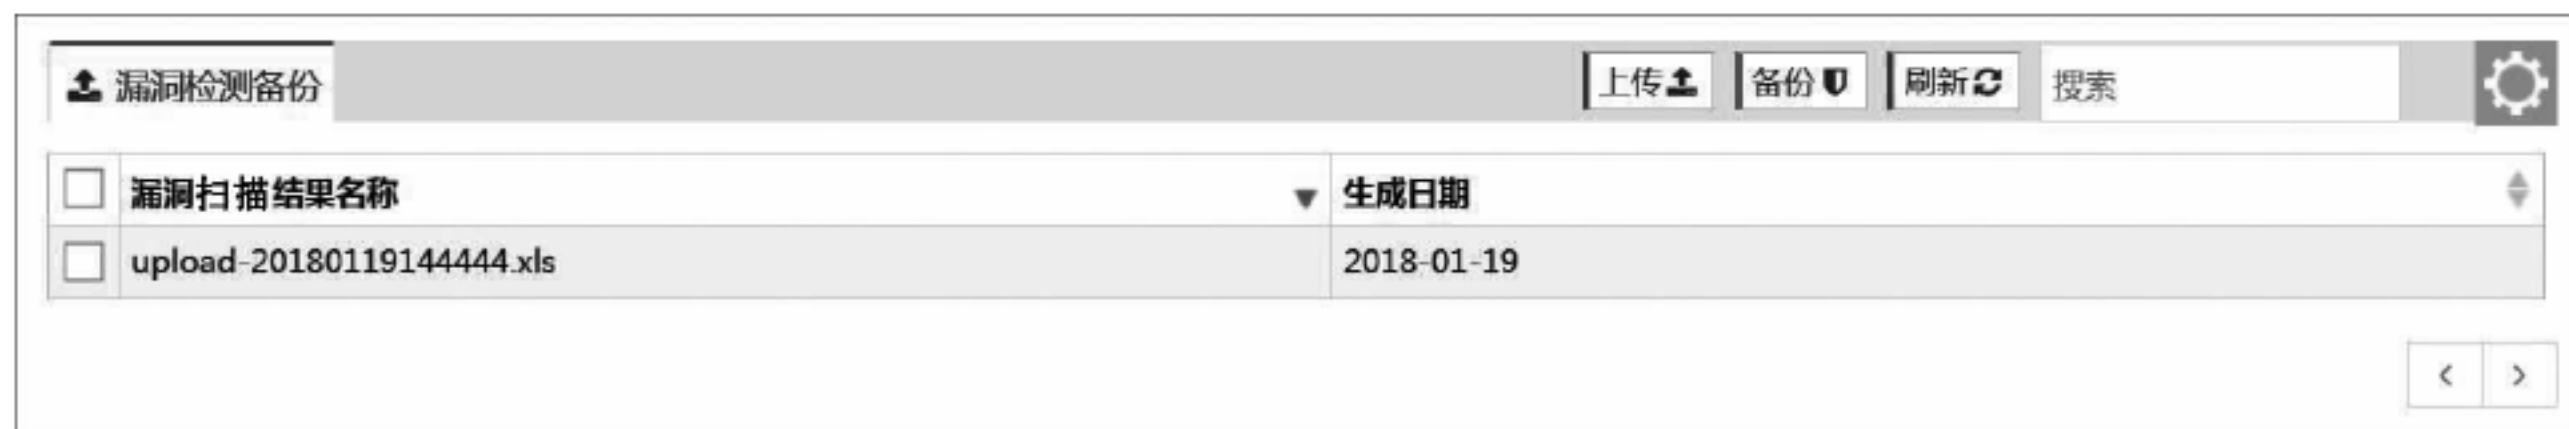 漏洞检测备份
上传 备份 刷新 搜索
漏洞扫描结果名称 生成日期
upload-20180119144444.xls 2018-01-19